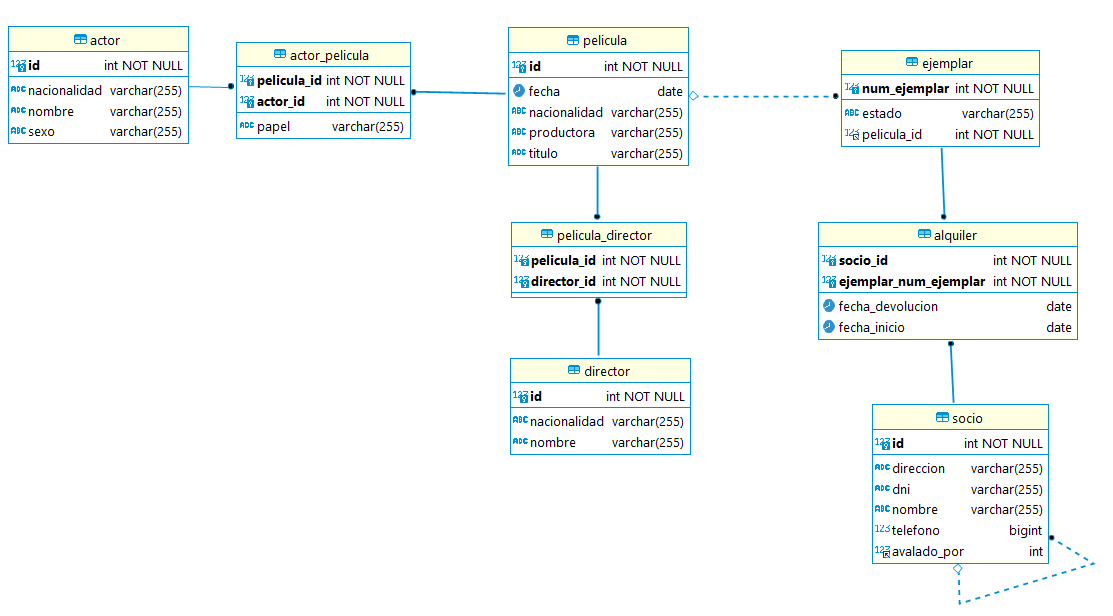 actor
id int NOT NULL
nacionalidad varchar(255)
nombre varchar(255)
sexo varchar(255)
actor_pelicula
pelicula_id int NOT NULL
actor_id int NOT NULL
papel varchar(255)
pelicula
id int NOT NULL
fecha date
nacionalidad varchar(255)
productora varchar(255)
titulo varchar(255)
ejemplar
num_ejemplar int NOT NULL
estado varchar(255)
pelicula_id int NOT NULL
pelicula_director
pelicula_id int NOT NULL
director_id int NOT NULL
alquiler
socio_id int NOT NULL
ejemplar_num_ejemplar int NOT NULL
fecha_devolucion date
fecha_inicio date
director
id int NOT NULL
nacionalidad varchar(255)
nombre varchar(255)
socio
id int NOT NULL
direccion varchar(255)
dni varchar(255)
nombre varchar(255)
telefono bigint
avalado_por int